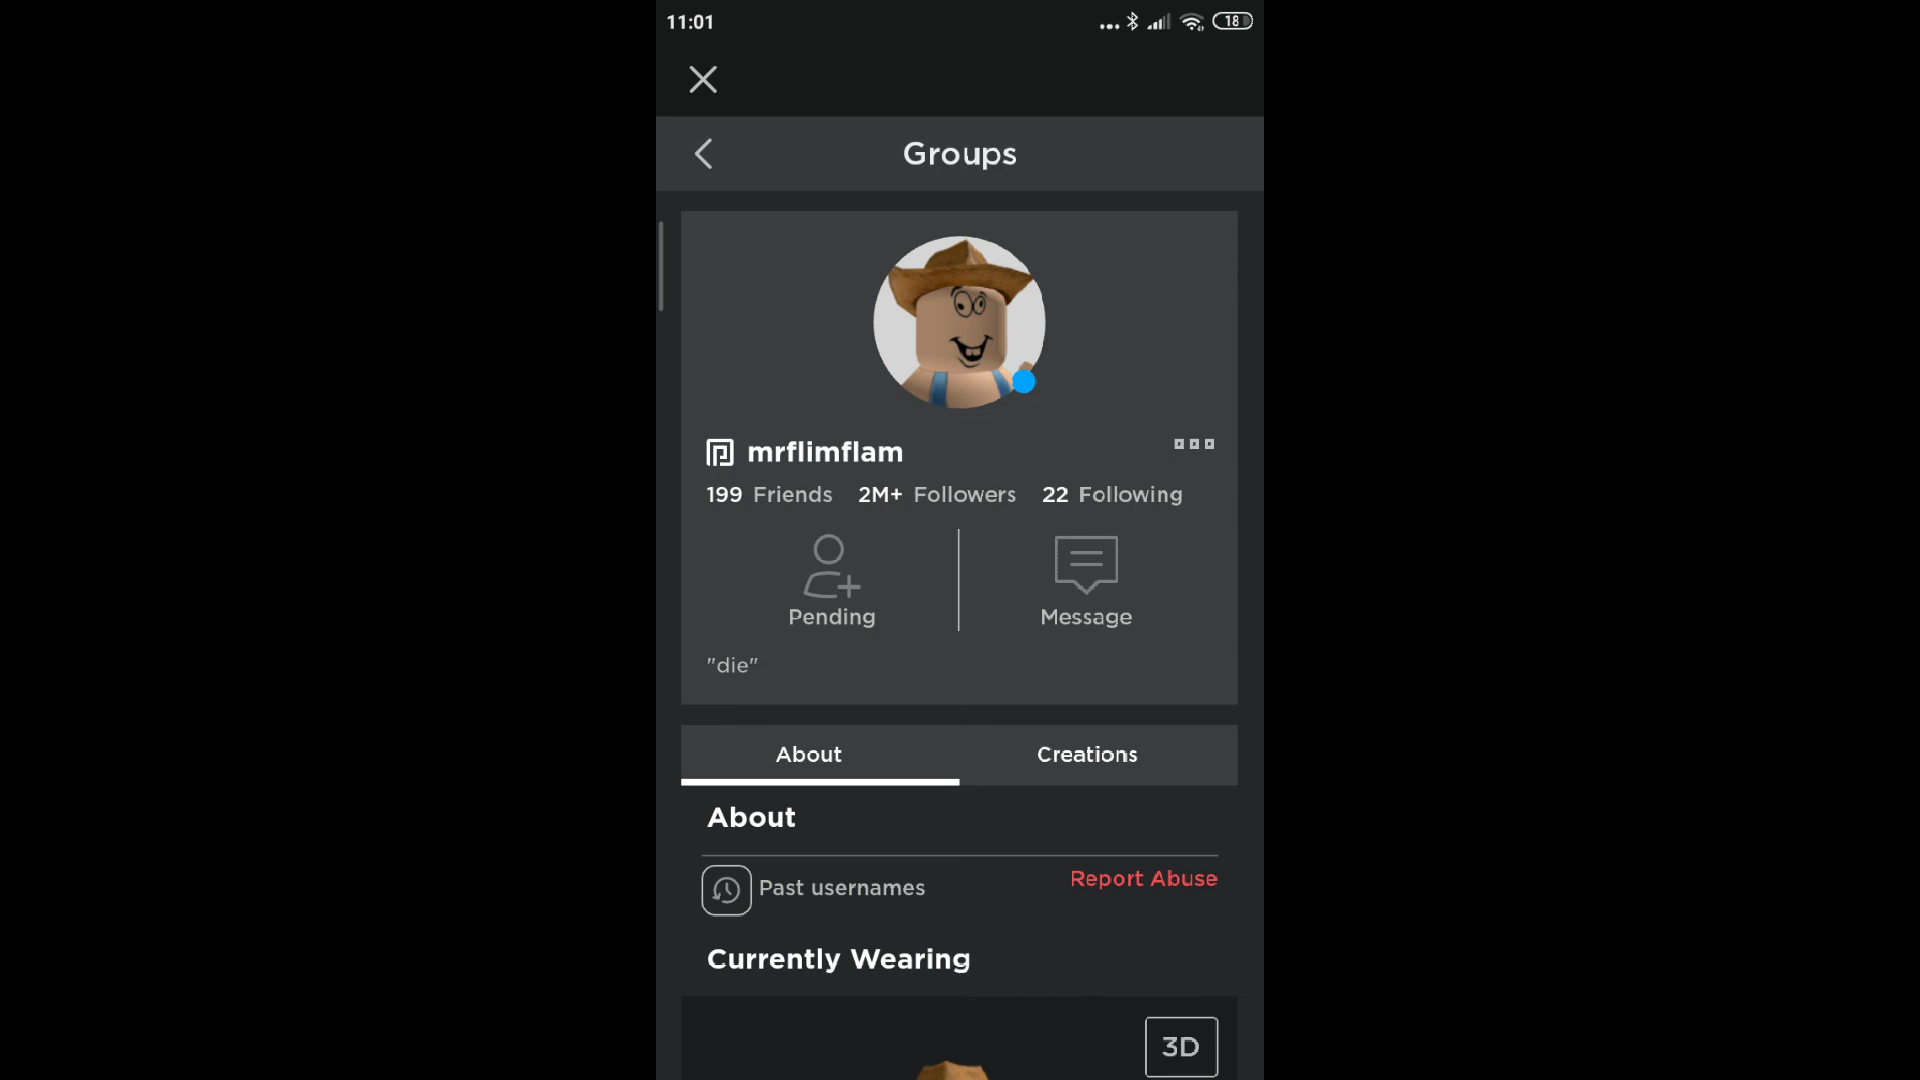 11:01
18
Groups
mrflimflam
199 Friends 2M+ Followers 22 Following
Pending
Message
"die"
About
Creations
About
Past usernames
Report Abuse
Currently Wearing
3D